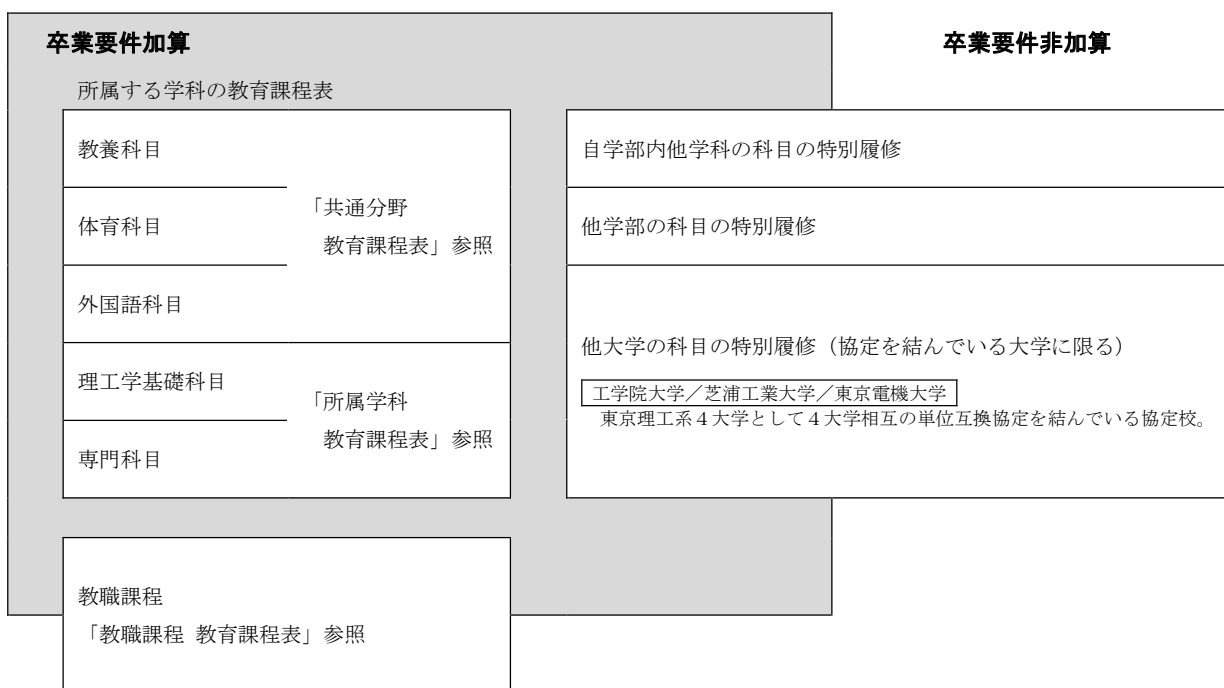 卒業要件加算
卒業要件非加算
所属する学科の教育課程表
教養科目
体育科目
外国語科目
「共通分野
教育課程表」参照
理工学基礎科目
専門科目
「所属学科
教育課程表」参照
自学部内他学科の科目の特別履修
他学部の科目の特別履修
他大学の科目の特別履修（協定を結んでいる大学に限る）
工学院大学／芝浦工業大学／東京電機大学
東京理工系４大学として４大学相互の単位互換協定を結んでいる協定校。
教職課程
「教職課程 教育課程表」参照